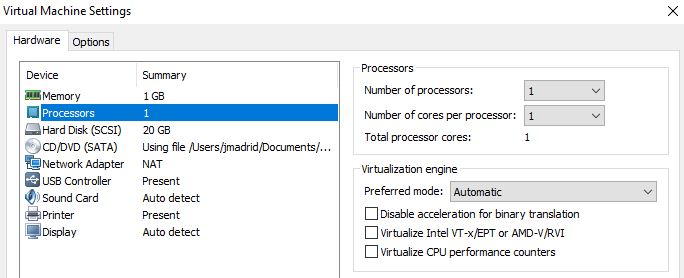 Virtual Machine Settings
Hardware Options
Device Summary
Memory 1 GB
Processors 1
Hard Disk (SCSI) 20 GB
CD/DVD (SATA) Using file /Users/jmadrid/Documents/...
Network Adapter NAT
USB Controller Present
Sound Card Auto detect
Printer Present
Display Auto detect
Processors
Number of processors: 1
Number of cores per processor: 1
Total processor cores: 1
Virtualization engine
Preferred mode: Automatic
Disable acceleration for binary translation
Virtualize Intel VT-x/EPT or AMD-V/RVI
Virtualize CPU performance counters